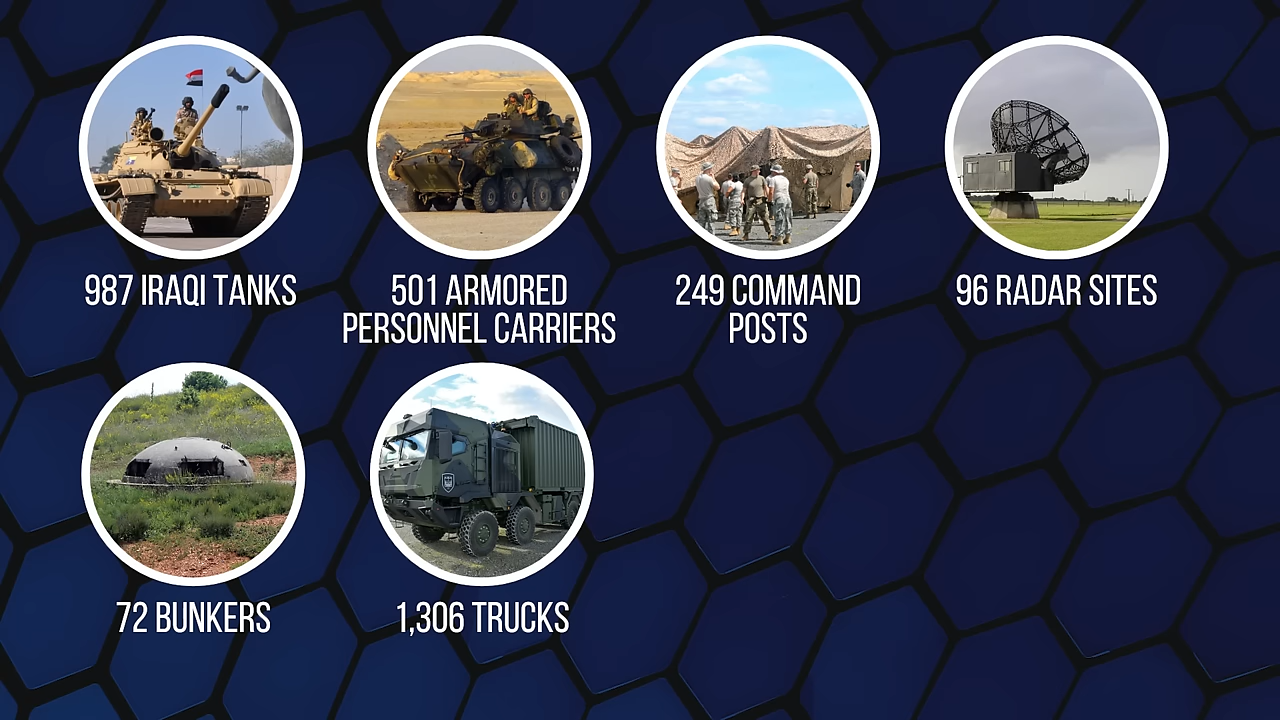 987 IRAQI TANKS
501 ARMORED
PERSONNEL CARRIERS
249 COMMAND
POSTS
96 RADAR SITES
72 BUNKERS
1,306 TRUCKS